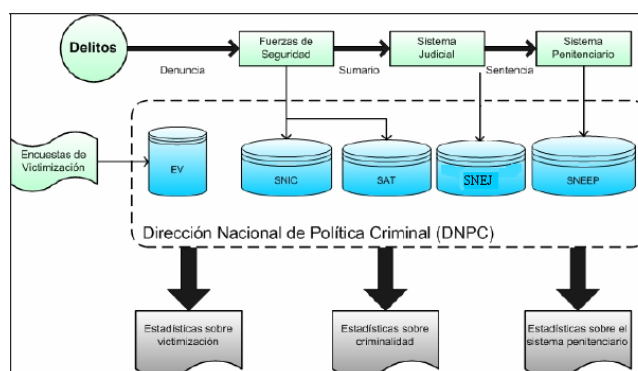 Delitos
Denuncia
Fuerzas de
Seguridad
Sumario
Sistema
Judicial
Sentencia
Sistema
Penitenciario
Encuestas de
Victimización
EV
SNIC
SAT
SNEJ
SNEEP
Dirección Nacional de Política Criminal (DNPC)
Estadísticas sobre
victimización
Estadísticas sobre
criminalidad
Estadísticas sobre el
sistema penitenciario